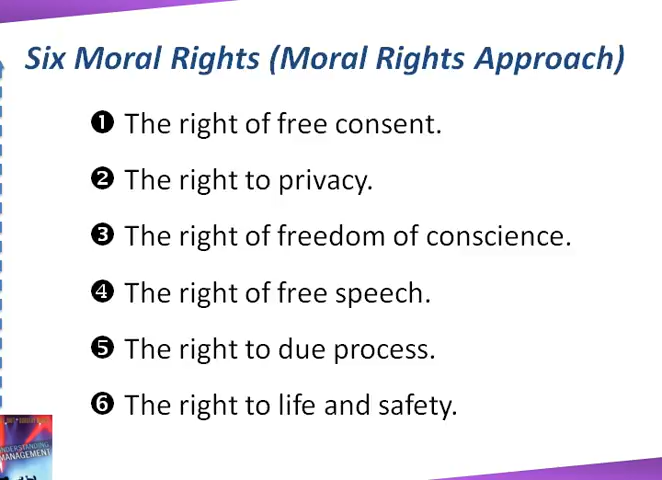 Six Moral Rights (Moral Rights Approach)
❶ The right of free consent.
❷ The right to privacy.
❸ The right of freedom of conscience.
❹ The right of free speech.
❺ The right to due process.
❻ The right to life and safety.
UNDERSTANDING
MANAGEMENT